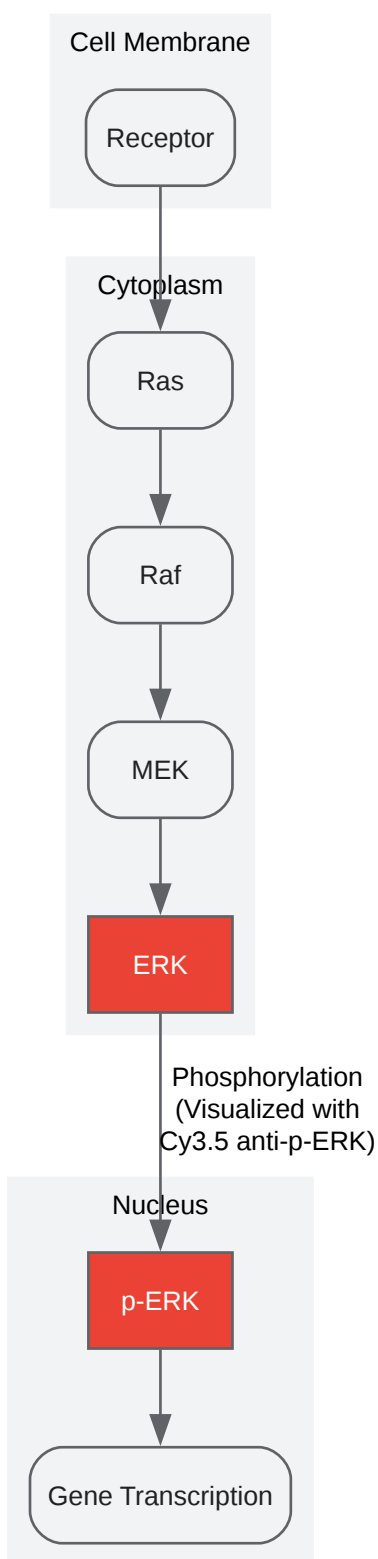 Cell Membrane
Receptor
Cytoplasm
Ras
Raf
MEK
ERK
Phosphorylation
(Visualized with
Cy3.5 anti-p-ERK)
Nucleus
p-ERK
Gene Transcription